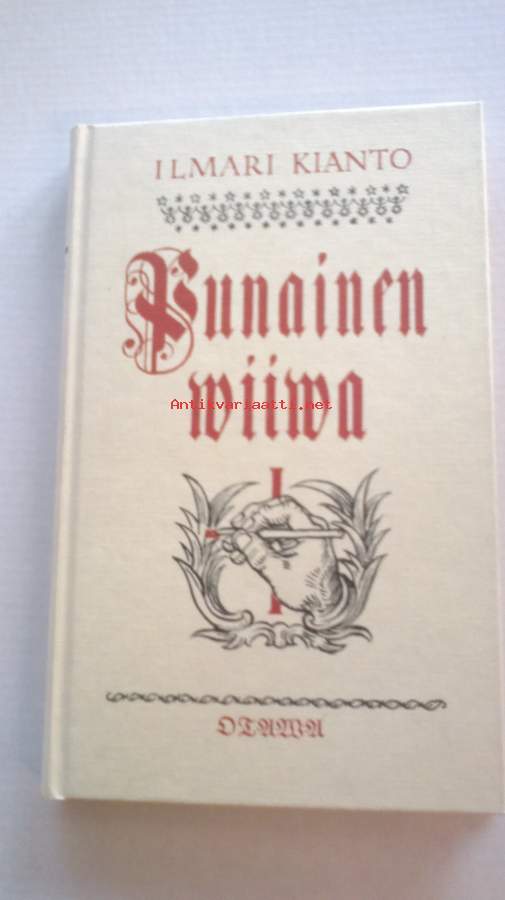 ILMARI KIANTO
Punainen
Antikvariaatti.net
wiiwa
OTAWA